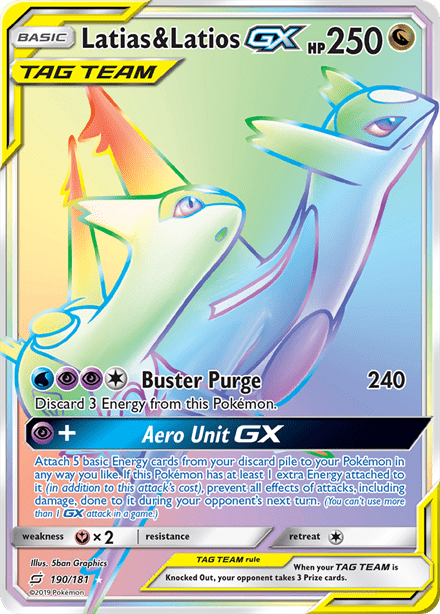 BASIC Latias&Latios GX HP250
TAG TEAM
Buster Purge 240
Discard 3 Energy from this Pokémon.
+ Aero Unit GX
Attach 5 basic Energy cards from your discard pile to your Pokémon in
any way you like. If this Pokémon has at least 1 extra Energy attached to
it (in addition to this attack's cost), prevent all effects of attacks, including
damage, done to it during your opponent's next turn. (You can't use more
than 1 GX attack in a game.)
weakness ×2 resistance retreat
Illus. 5ban Graphics
190/181
©2019 Pokémon
TAG TEAM rule
When your TAG TEAM is
Knocked Out, your opponent takes 3 Prize cards.